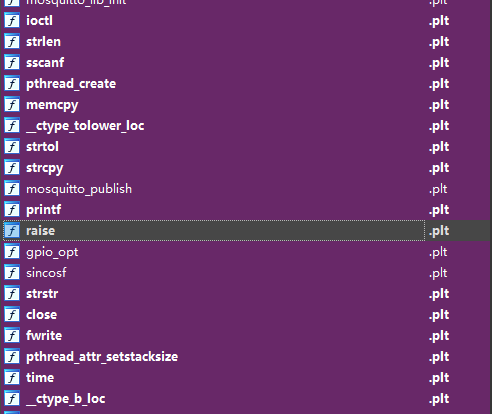 mosquitto_lib_init .plt
ioctl .plt
strlen .plt
sscanf .plt
pthread_create .plt
memcpy .plt
__ctype_tolower_loc .plt
strtol .plt
strcpy .plt
mosquitto_publish .plt
printf .plt
raise .plt
gpio_opt .plt
sincosf .plt
strstr .plt
close .plt
fwrite .plt
pthread_attr_setstacksize .plt
time .plt
__ctype_b_loc .plt